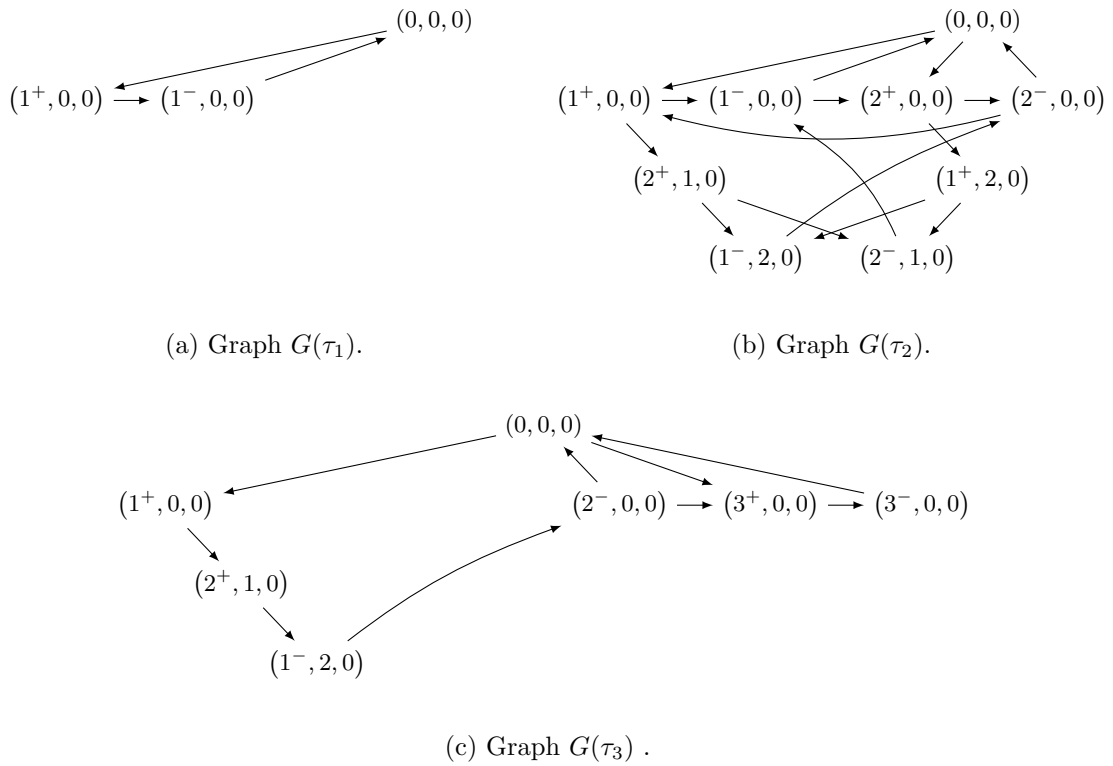 (0, 0, 0)
(1⁺, 0, 0) (1⁻, 0, 0)
(a) Graph G(τ₁).
(0, 0, 0)
(1⁺, 0, 0) (1⁻, 0, 0) (2⁺, 0, 0) (2⁻, 0, 0)
(2⁺, 1, 0) (1⁺, 2, 0)
(1⁻, 2, 0) (2⁻, 1, 0)
(b) Graph G(τ₂).
(0, 0, 0)
(1⁺, 0, 0) (2⁻, 0, 0) (3⁺, 0, 0) (3⁻, 0, 0)
(2⁺, 1, 0)
(1⁻, 2, 0)
(c) Graph G(τ₃) .